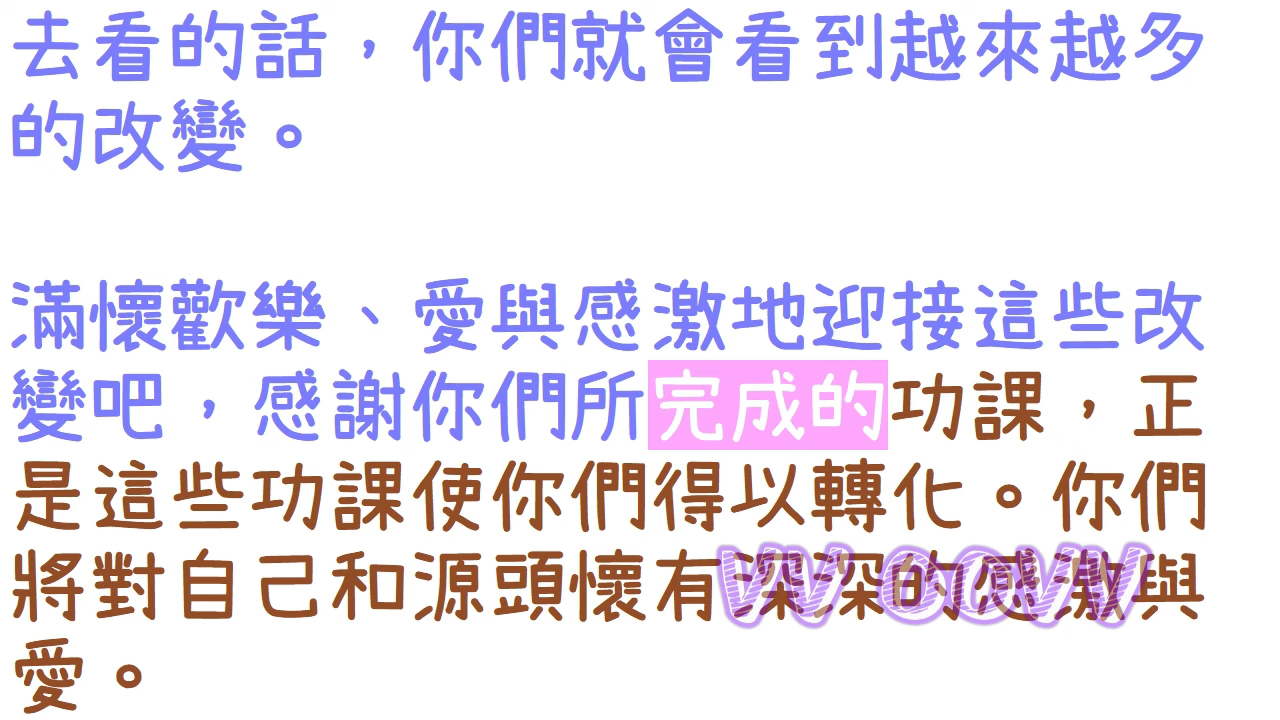 去看的話，你們就會看到越來越多
的改變。
滿懷歡樂、愛與感激地迎接這些改
變吧，感謝你們所完成的功課，正
是這些功課使你們得以轉化。你們
將對自己和源頭懷有深深的感激與
愛。